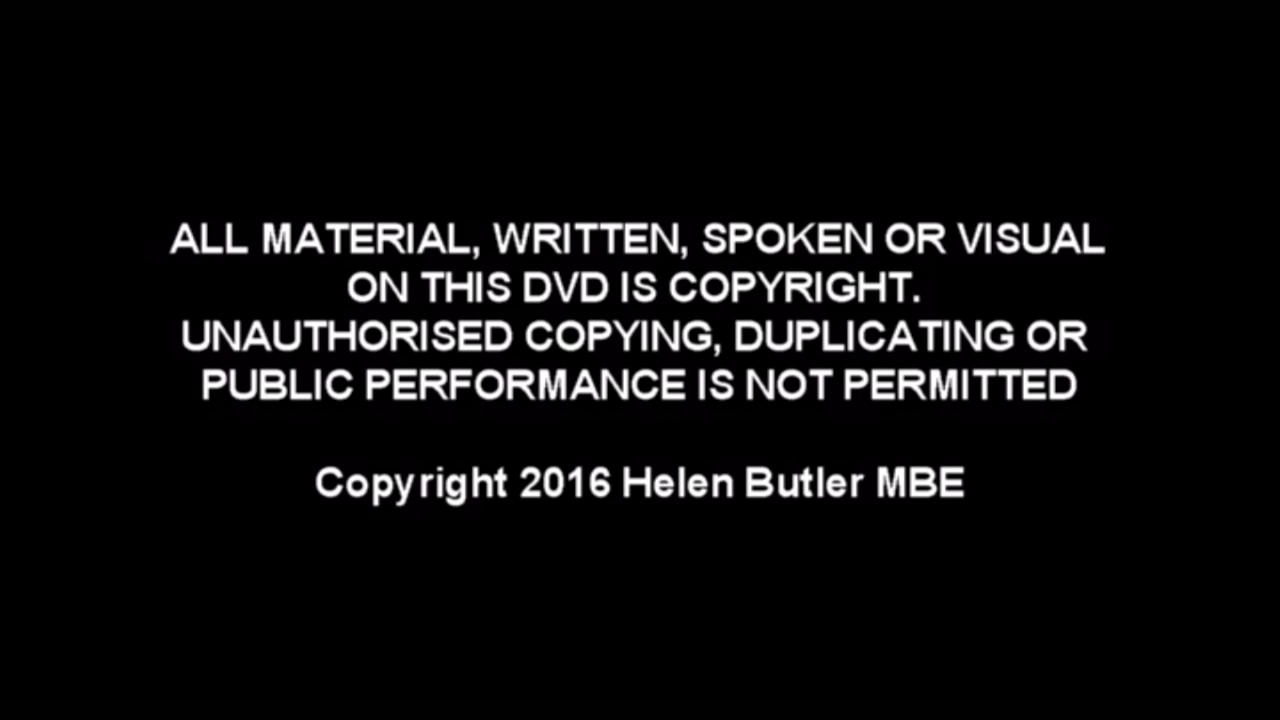 ALL MATERIAL, WRITTEN, SPOKEN OR VISUAL
ON THIS DVD IS COPYRIGHT.
UNAUTHORISED COPYING, DUPLICATING OR
PUBLIC PERFORMANCE IS NOT PERMITTED
Copyright 2016 Helen Butler MBE